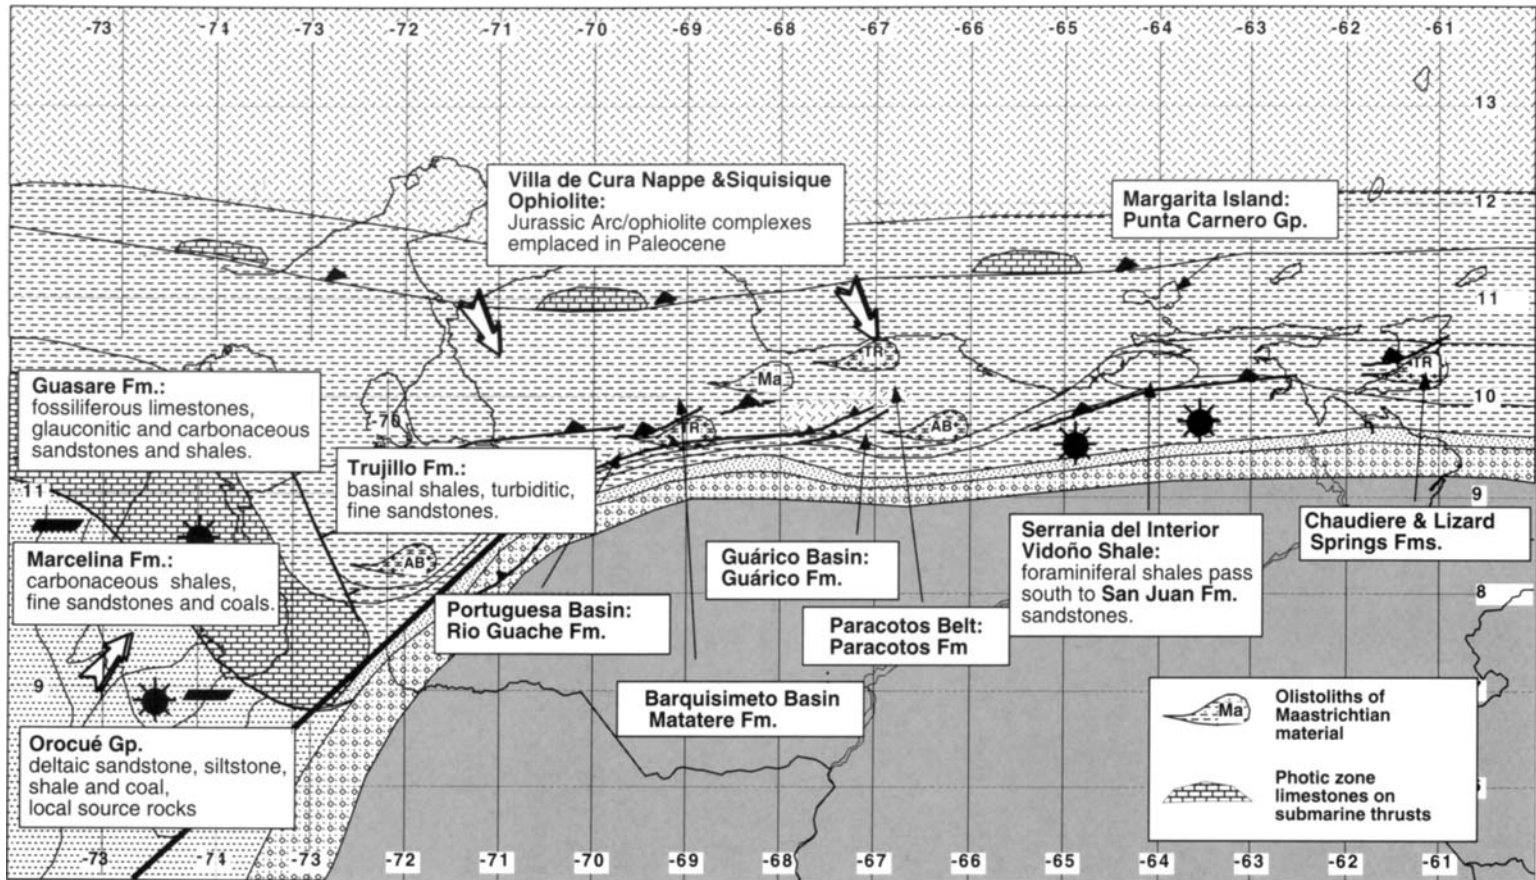 -73 -74 -73 -72 -71 -70 -69 -68 -67 -66 -65 -64 -63 -62 -61
13
Villa de Cura Nappe &Siquisique
Ophiolite:
Jurassic Arc/ophiolite complexes
emplaced in Paleocene
Margarita Island:
Punta Carnero Gp.
12
11
TR
TR
Ma
Guasare Fm.:
fossiliferous limestones,
glauconitic and carbonaceous
sandstones and shales.
-70
10
TR
AB
Trujillo Fm.:
basinal shales, turbiditic,
fine sandstones.
11
9
Serrania del Interior
Vidoño Shale:
foraminiferal shales pass
south to San Juan Fm.
sandstones.
Chaudiere & Lizard
Springs Fms.
Marcelina Fm.:
carbonaceous shales,
fine sandstones and coals.
AB
Guárico Basin:
Guárico Fm.
8
Portuguesa Basin:
Rio Guache Fm.
Paracotos Belt:
Paracotos Fm
9
Barquisimeto Basin
Matatere Fm.
Ma
Olistoliths of
Maastrichtian
material
Orocué Gp.
deltaic sandstone, siltstone,
shale and coal,
local source rocks
Photic zone
limestones on
submarine thrusts
-73 -71 -73 -72 -71 -70 -69 -68 -67 -66 -65 -64 -63 -62 -61